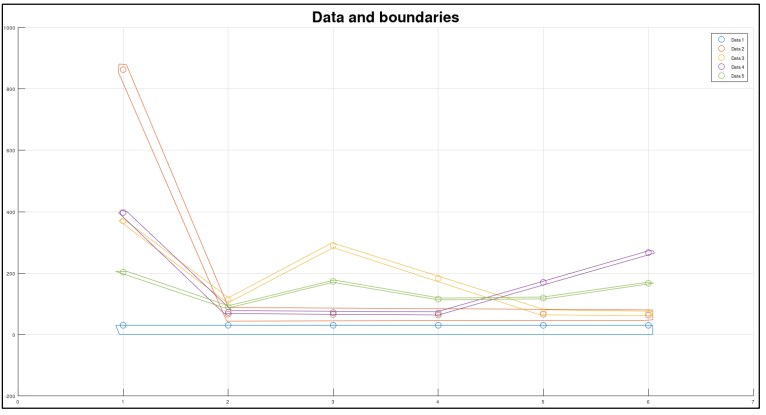 Data and boundaries
1000
Data 1
Data 2
Data 3
Data 4
Data 5
800
600
400
200
0
-200
0 1 2 3 4 5 6 7